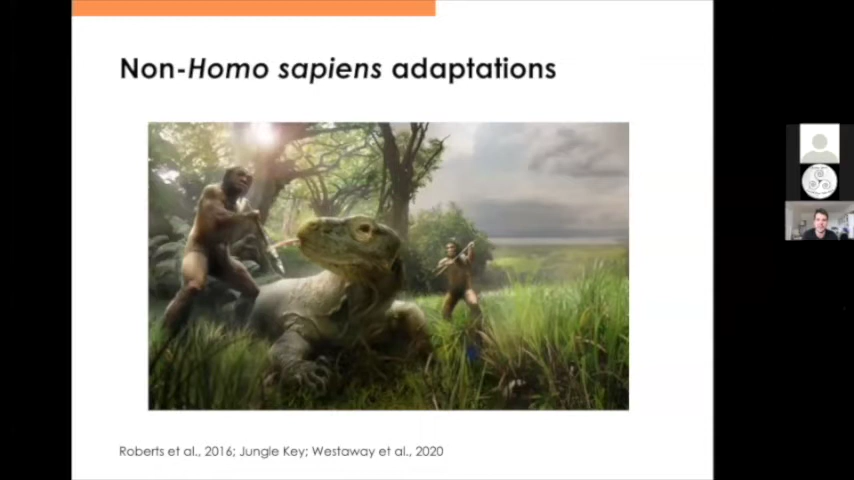 Non-Homo sapiens adaptations
Roberts et al., 2016; Jungle Key; Westaway et al., 2020